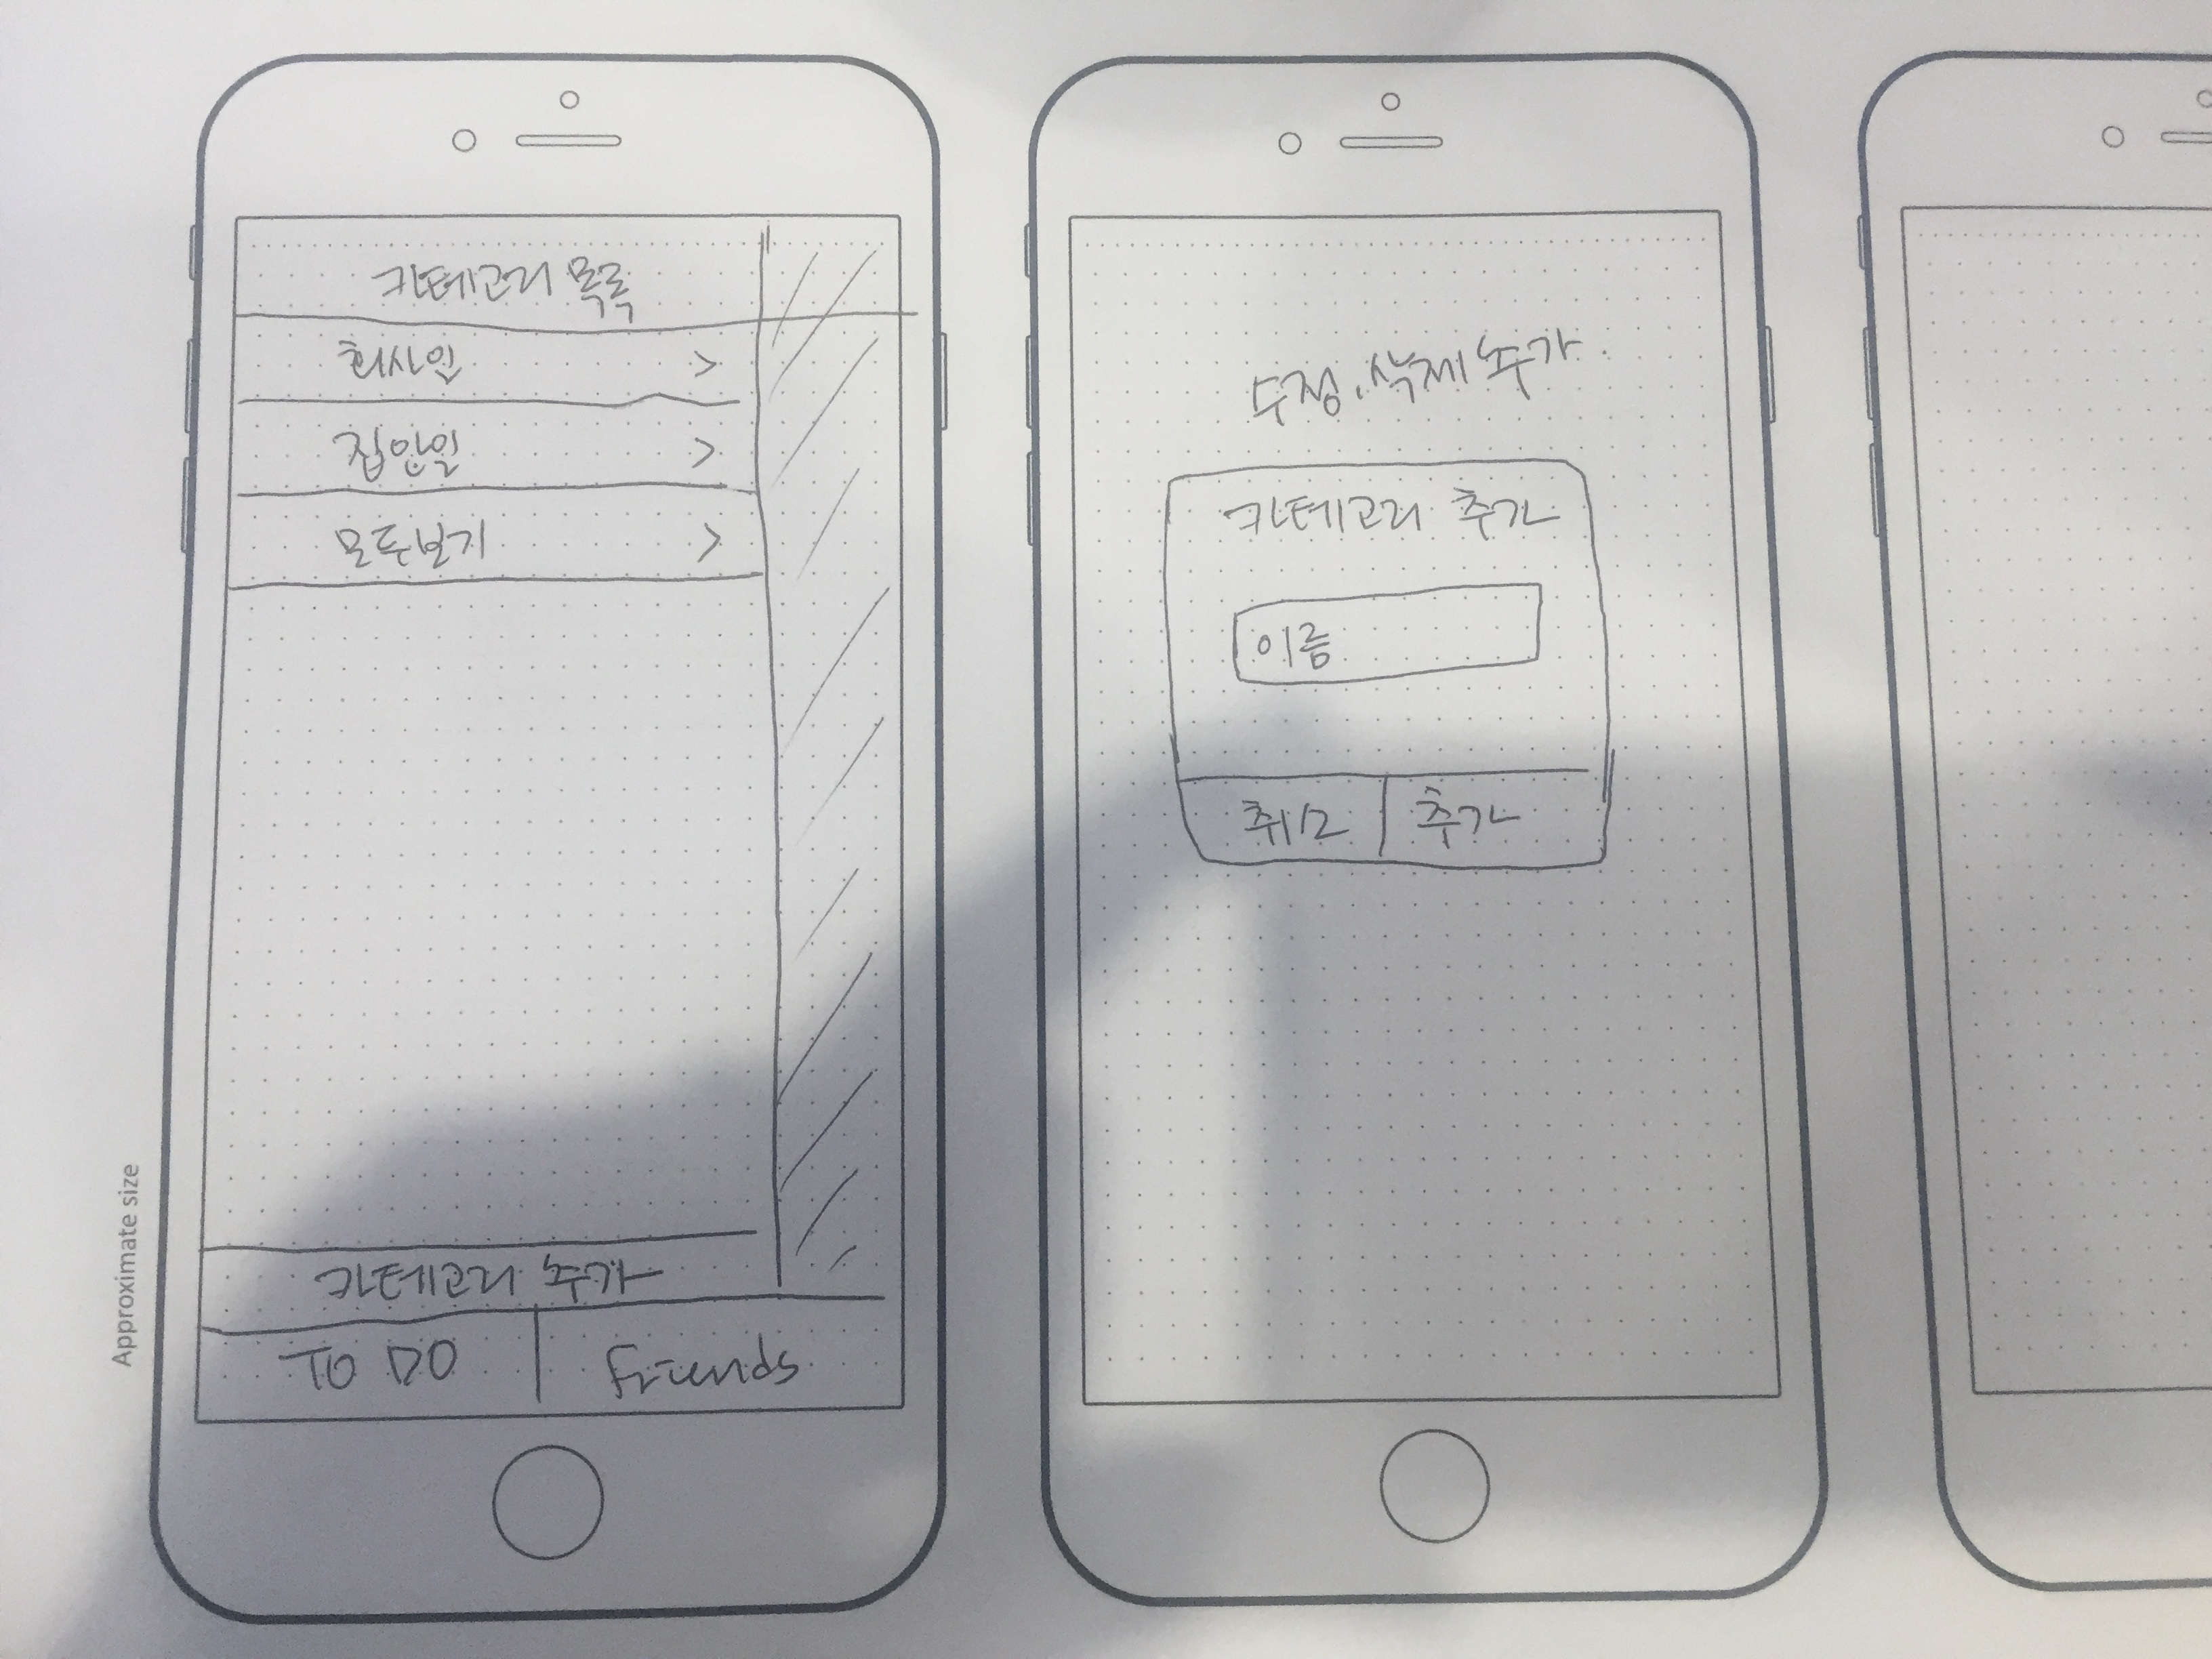 카테고리 목록
회사일 >
집안일 >
모두보기 >
카테고리 추가
TO DO
friends
수정, 삭제 추가
카테고리 추가
이름
취소
추가
Approximate size